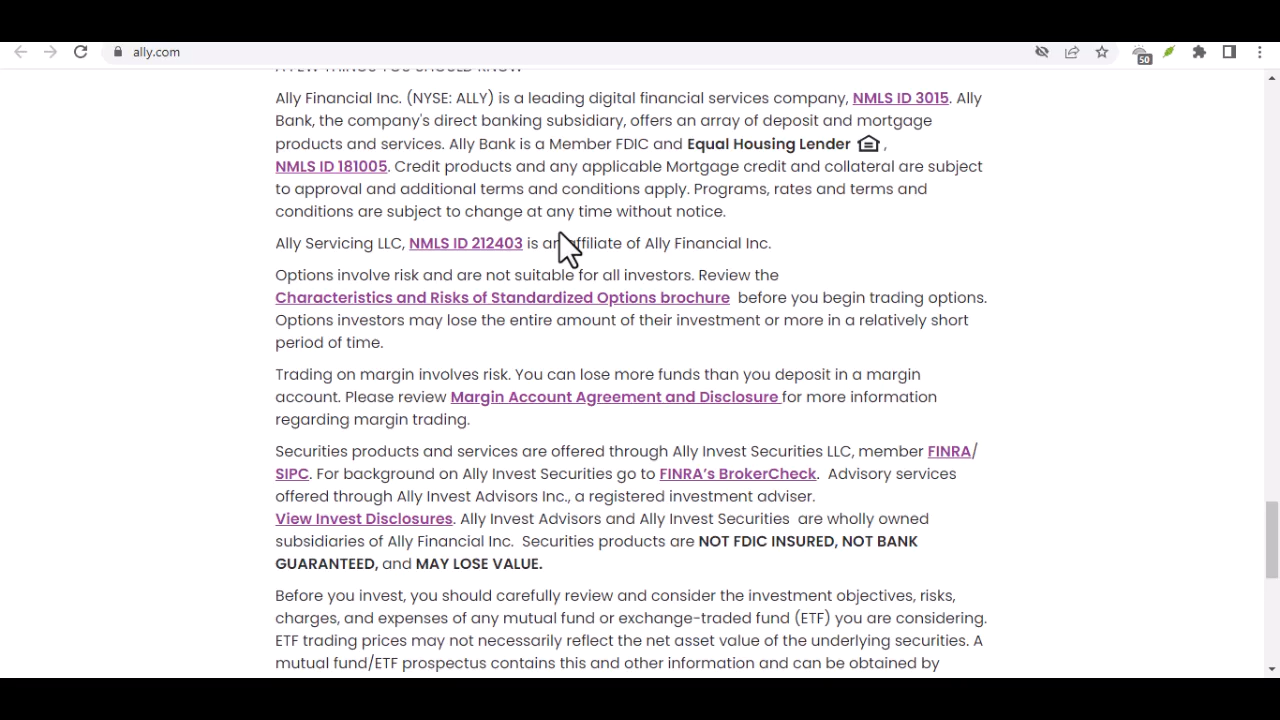 ally.com
50
A FEW THINGS YOU SHOULD KNOW
Ally Financial Inc. (NYSE: ALLY) is a leading digital financial services company, NMLS ID 3015. Ally
Bank, the company's direct banking subsidiary, offers an array of deposit and mortgage
products and services. Ally Bank is a Member FDIC and Equal Housing Lender ,
NMLS ID 181005. Credit products and any applicable Mortgage credit and collateral are subject
to approval and additional terms and conditions apply. Programs, rates and terms and
conditions are subject to change at any time without notice.
Ally Servicing LLC, NMLS ID 212403 is an affiliate of Ally Financial Inc.
Options involve risk and are not suitable for all investors. Review the
Characteristics and Risks of Standardized Options brochure before you begin trading options.
Options investors may lose the entire amount of their investment or more in a relatively short
period of time.
Trading on margin involves risk. You can lose more funds than you deposit in a margin
account. Please review Margin Account Agreement and Disclosure for more information
regarding margin trading.
Securities products and services are offered through Ally Invest Securities LLC, member FINRA/
SIPC. For background on Ally Invest Securities go to FINRA's BrokerCheck. Advisory services
offered through Ally Invest Advisors Inc., a registered investment adviser.
View Invest Disclosures. Ally Invest Advisors and Ally Invest Securities are wholly owned
subsidiaries of Ally Financial Inc. Securities products are NOT FDIC INSURED, NOT BANK
GUARANTEED, and MAY LOSE VALUE.
Before you invest, you should carefully review and consider the investment objectives, risks,
charges, and expenses of any mutual fund or exchange-traded fund (ETF) you are considering.
ETF trading prices may not necessarily reflect the net asset value of the underlying securities. A
mutual fund/ETF prospectus contains this and other information and can be obtained by